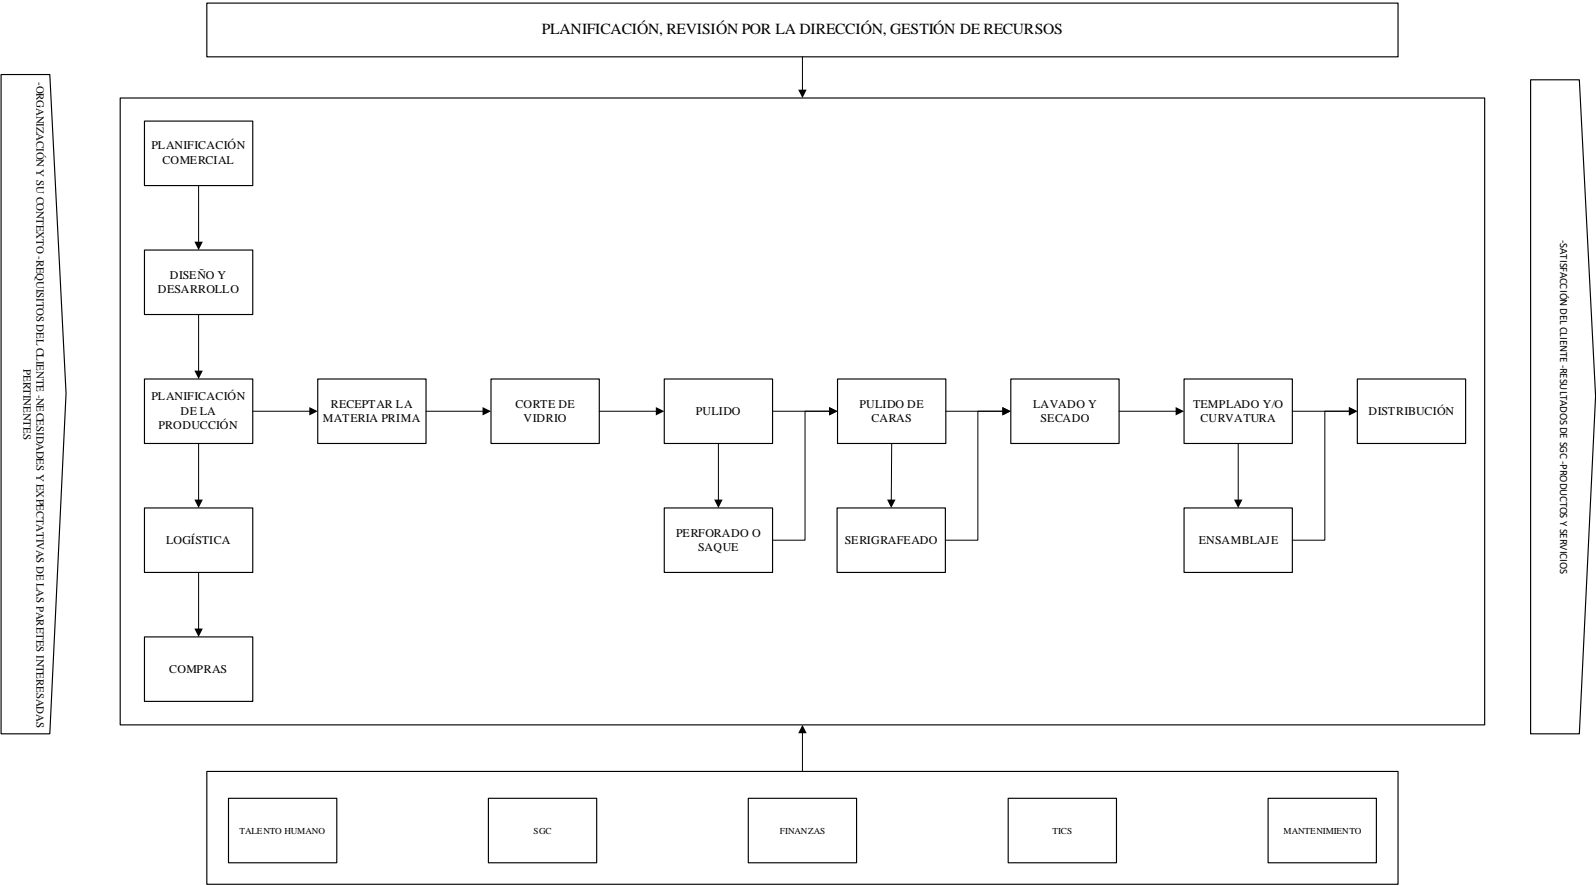 PLANIFICACIÓN, REVISIÓN POR LA DIRECCIÓN, GESTIÓN DE RECURSOS
-ORGANIZACIÓN Y SU CONTEXTO -REQUISITOS DEL CLIENTE -NECESIDADES Y EXPECTATIVAS DE LAS PARETES INTERESADAS
PERTINENTES
PLANIFICACIÓN
COMERCIAL
DISEÑO Y
DESARROLLO
PLANIFICACIÓN
DE LA
PRODUCCIÓN
RECEPTAR LA
MATERIA PRIMA
CORTE DE
VIDRIO
PULIDO
PULIDO DE
CARAS
LAVADO Y
SECADO
TEMPLADO Y/O
CURVATURA
DISTRIBUCIÓN
LOGÍSTICA
PERFORADO O
SAQUE
SERIGRAFEADO
ENSAMBLAJE
COMPRAS
-SATISFACCIÓN DEL CLIENTE -RESULTADOS DE SGC -PRODUCTOS Y SERVICIOS
TALENTO HUMANO
SGC
FINANZAS
TICS
MANTENIMIENTO